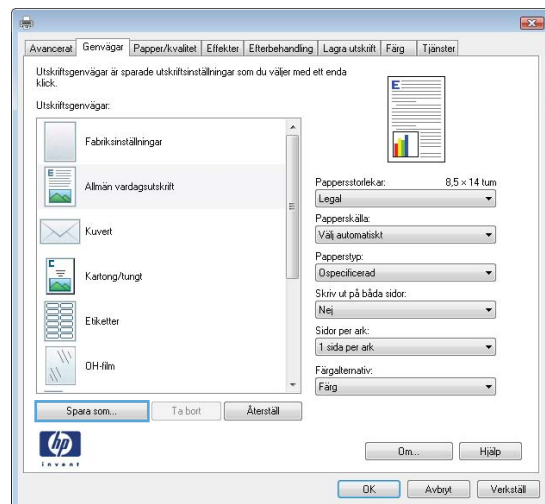 Avancerat Genvägar Papper/kvalitet Effekter Efterbehandling Lagra utskrift Färg Tjänster
Utskriftsgenvägar är sparade utskriftsinställningar som du väljer med ett enda
klick.
Utskriftsgenvägar:
Fabriksinställningar
Allmän vardagsutskrift
Kuvert
Kartong/tungt
Etiketter
OH-film
Spara som... Ta bort Återställ
E
Pappersstorlekar: 8,5 × 14 tum
Legal
Papperskälla:
Välj automatiskt
Papperstyp:
Ospecificerad
Skriv ut på båda sidor:
Nej
Sidor per ark:
1 sida per ark
Färgalternativ:
Färg
hp
invent
Om... Hjälp
OK Avbryt Verkställ